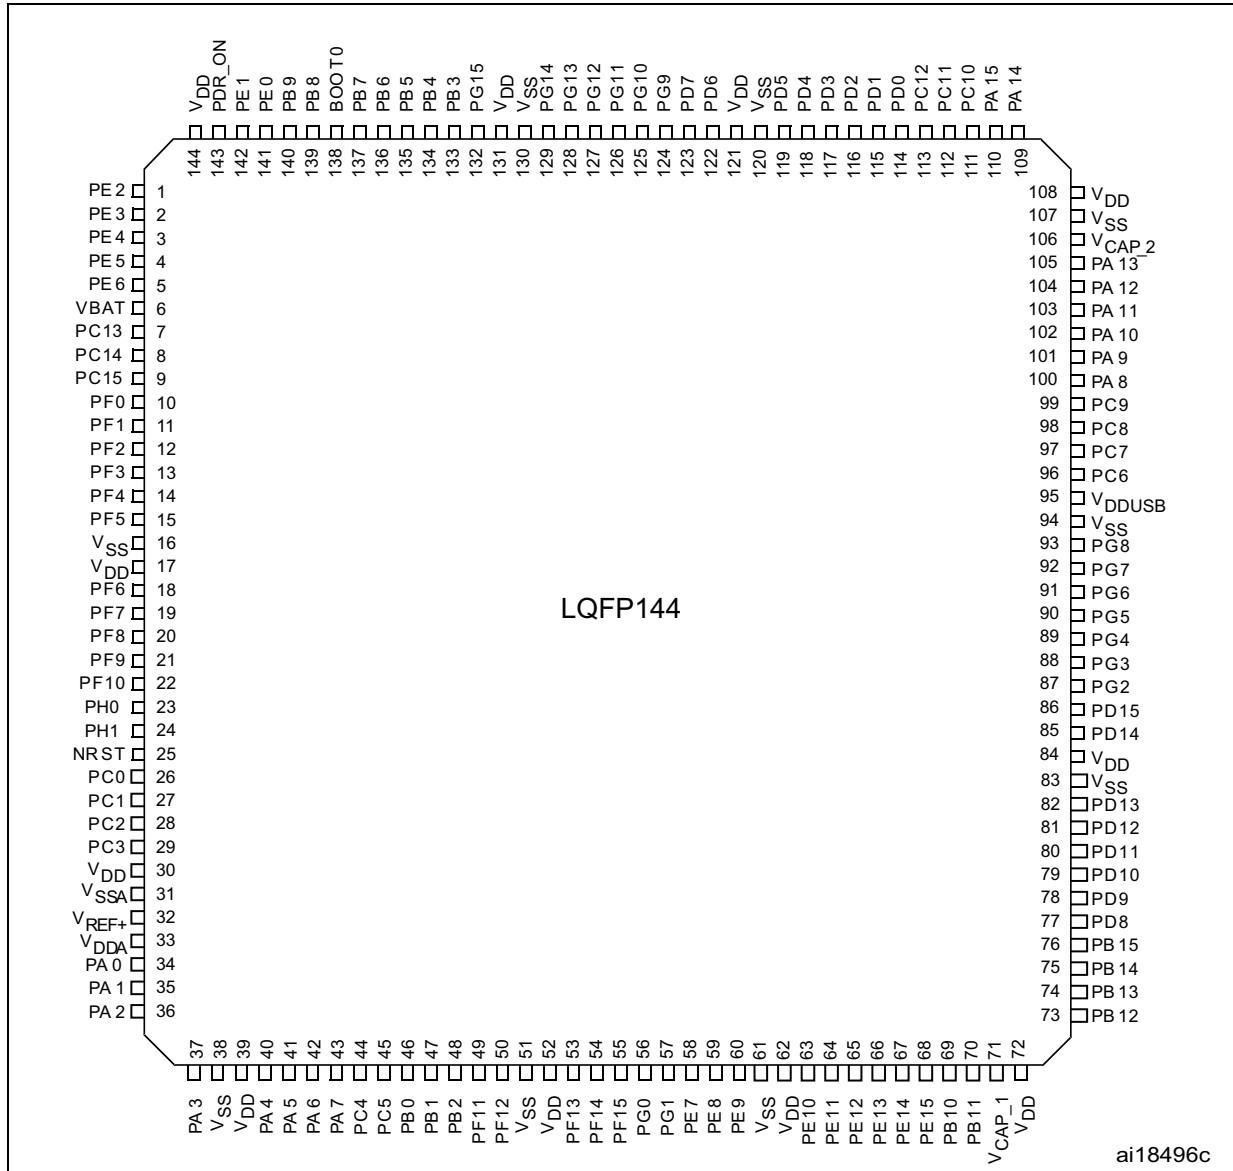 VDD PDR_ON PE1 PE0 PB9 PB8 BOOT0 PB7 PB6 PB5 PB4 PB3 PG15 VDD VSS PG14 PG13 PG12 PG11 PG10 PG9 PD7 PD6 VDD VSS PD5 PD4 PD3 PD2 PD1 PD0 PC12 PC11 PC10 PA15 PA14
144 143 142 141 140 139 138 137 136 135 134 133 132 131 130 129 128 127 126 125 124 123 122 121 120 119 118 117 116 115 114 113 112 111 110 109
PE2 1
PE3 2
PE4 3
PE5 4
PE6 5
VBAT 6
PC13 7
PC14 8
PC15 9
PF0 10
PF1 11
PF2 12
PF3 13
PF4 14
PF5 15
VSS 16
VDD 17
PF6 18
PF7 19
PF8 20
PF9 21
PF10 22
PH0 23
PH1 24
NRST 25
PC0 26
PC1 27
PC2 28
PC3 29
VDD 30
VSSA 31
VREF+ 32
VDDA 33
PA0 34
PA1 35
PA2 36
LQFP144
108 VDD
107 VSS
106 VCAP_2
105 PA13
104 PA12
103 PA11
102 PA10
101 PA9
100 PA8
99 PC9
98 PC8
97 PC7
96 PC6
95 VDDUSB
94 VSS
93 PG8
92 PG7
91 PG6
90 PG5
89 PG4
88 PG3
87 PG2
86 PD15
85 PD14
84 VDD
83 VSS
82 PD13
81 PD12
80 PD11
79 PD10
78 PD9
77 PD8
76 PB15
75 PB14
74 PB13
73 PB12
37 38 39 40 41 42 43 44 45 46 47 48 49 50 51 52 53 54 55 56 57 58 59 60 61 62 63 64 65 66 67 68 69 70 71 72
PA3 VSS VDD PA4 PA5 PA6 PA7 PC4 PC5 PB0 PB1 PB2 PF11 PF12 VSS VDD PF13 PF14 PF15 PG0 PG1 PE7 PE8 PE9 VSS VDD PE10 PE11 PE12 PE13 PE14 PE15 PB10 PB11 VCAP_1 VDD
ai18496c